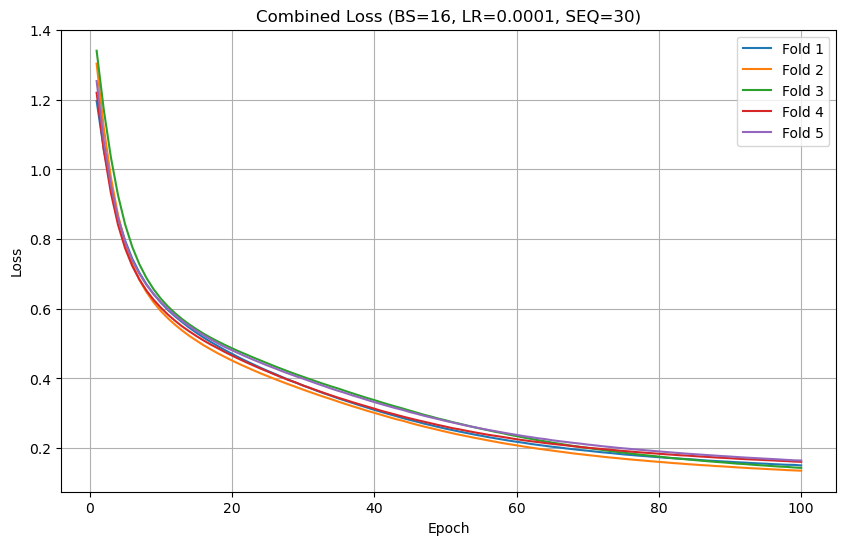 Combined Loss (BS=16, LR=0.0001, SEQ=30)
Fold 1
Fold 2
Fold 3
Fold 4
Fold 5
1.4
1.2
1.0
0.8
0.6
0.4
0.2
Loss
0 20 40 60 80 100
Epoch